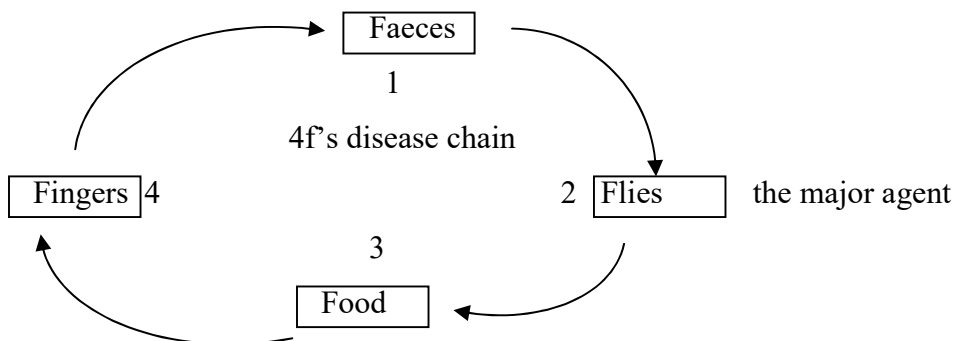 Faeces
1
4f's disease chain
Fingers 4
2 Flies the major agent
3
Food